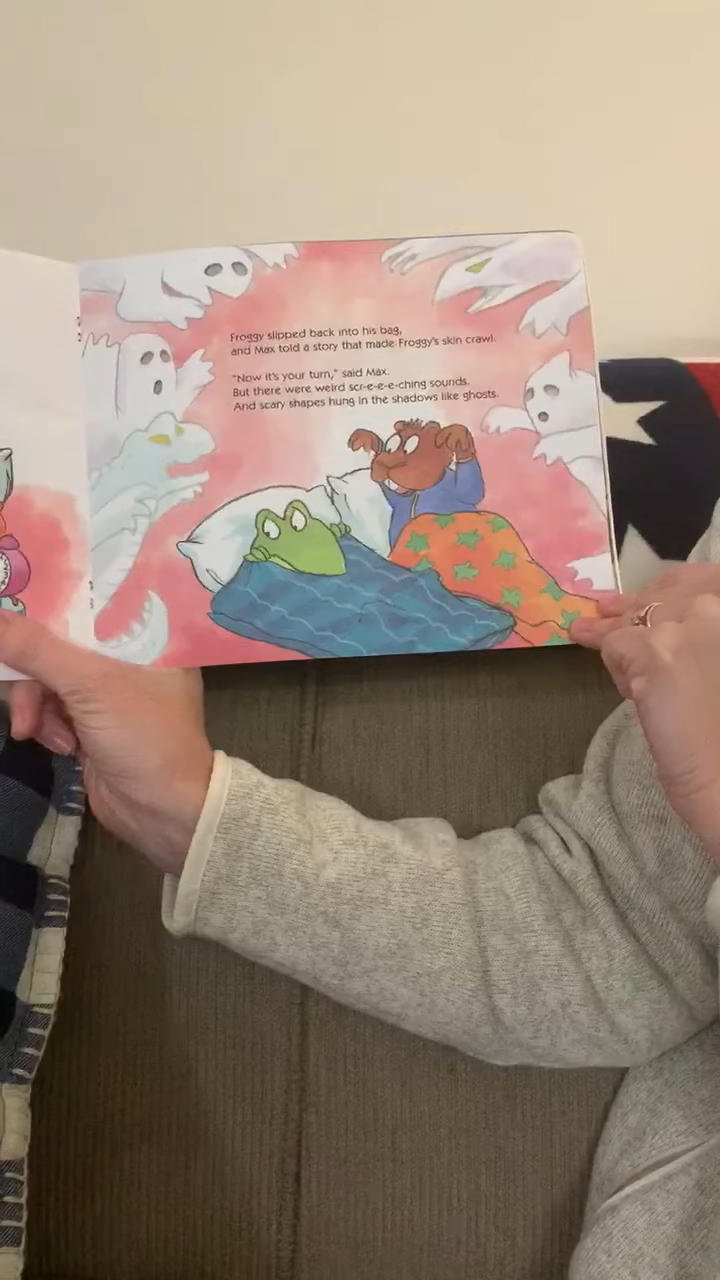 Froggy slipped back into his bag,
and Max told a story that made Froggy's skin crawl.
"Now it's your turn," said Max.
But there were weird scr-e-e-e-ching sounds.
And scary shapes hung in the shadows like ghosts.